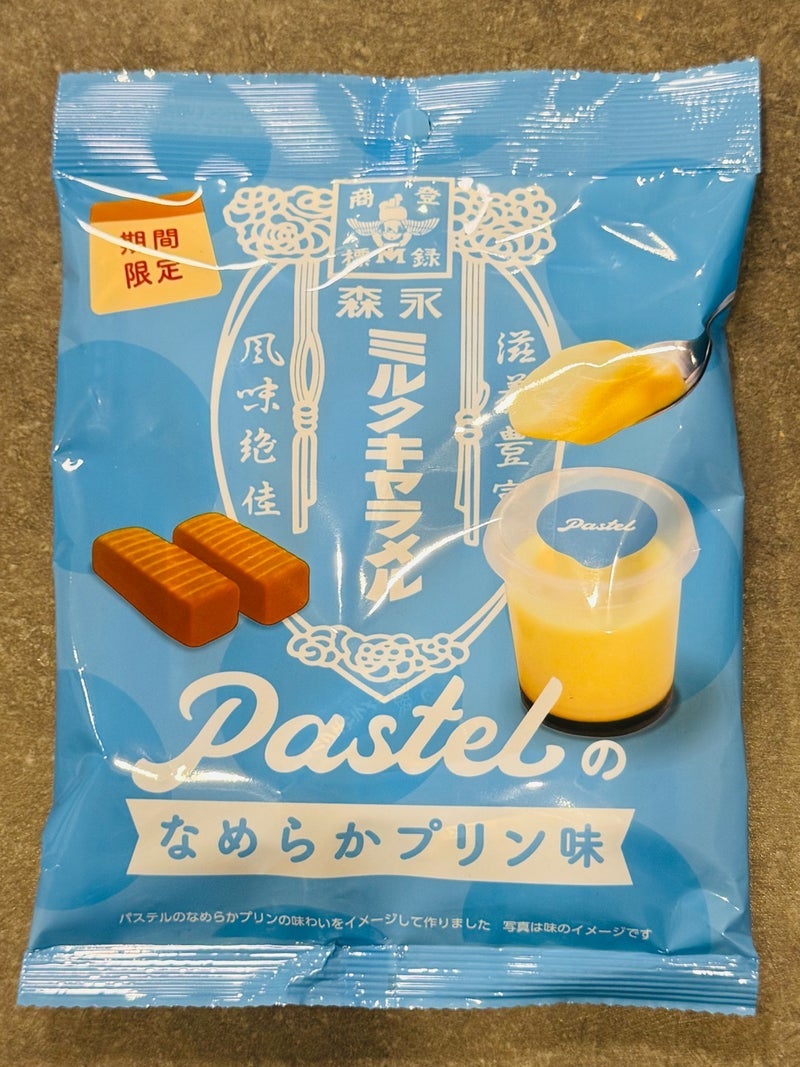 期間
限定
商登
標録
森永
ミルクキャラメル
滋養豊
風味絶佳
Pastel
Pastelの
なめらかプリン味
パステルのなめらかプリンの味わいをイメージして作りました 写真は味のイメージです